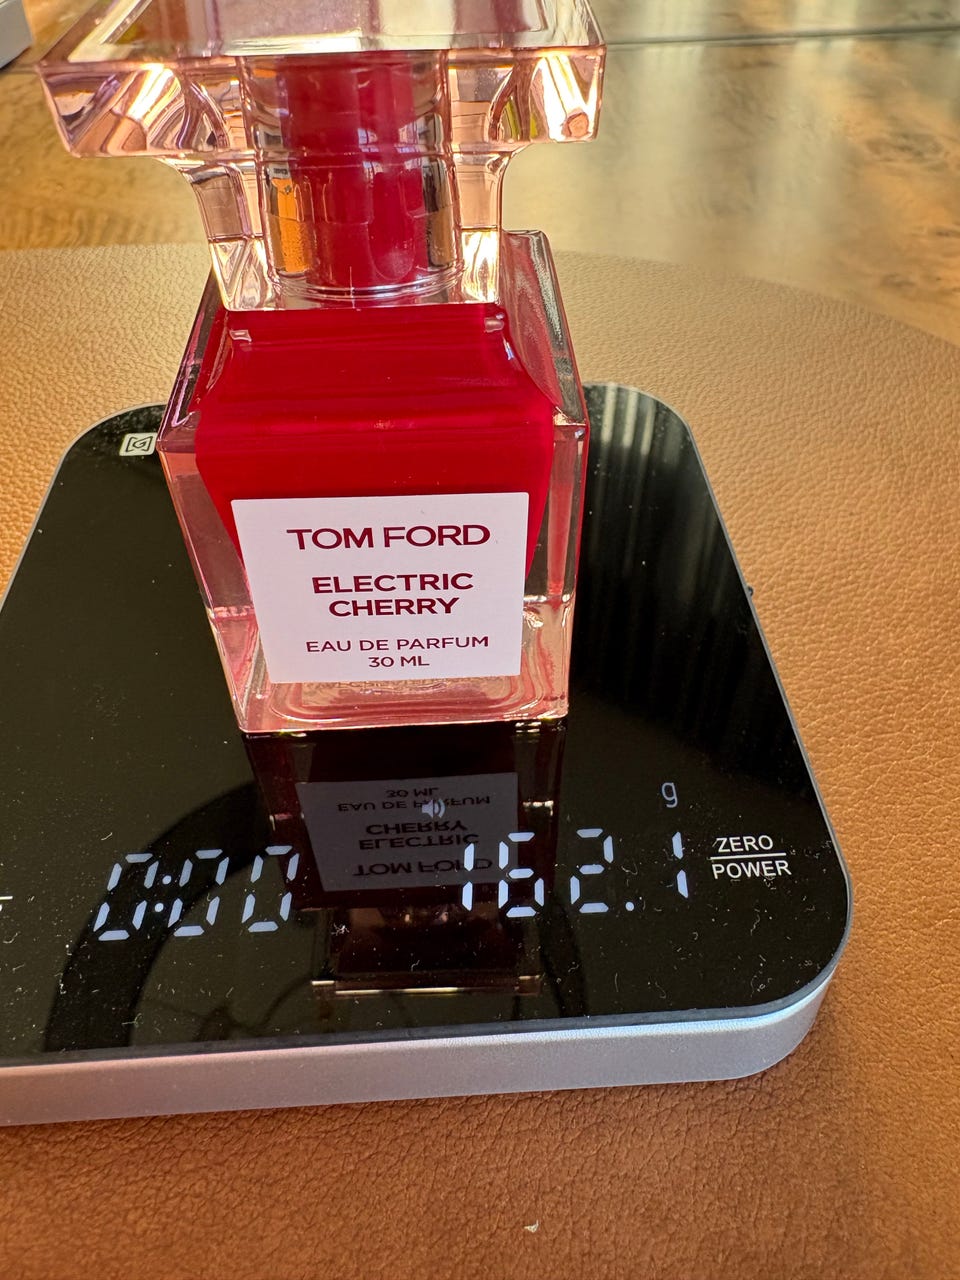 TOM FORD
ELECTRIC
CHERRY
EAU DE PARFUM
30 ML
g
0:00 162.1
ZERO
POWER